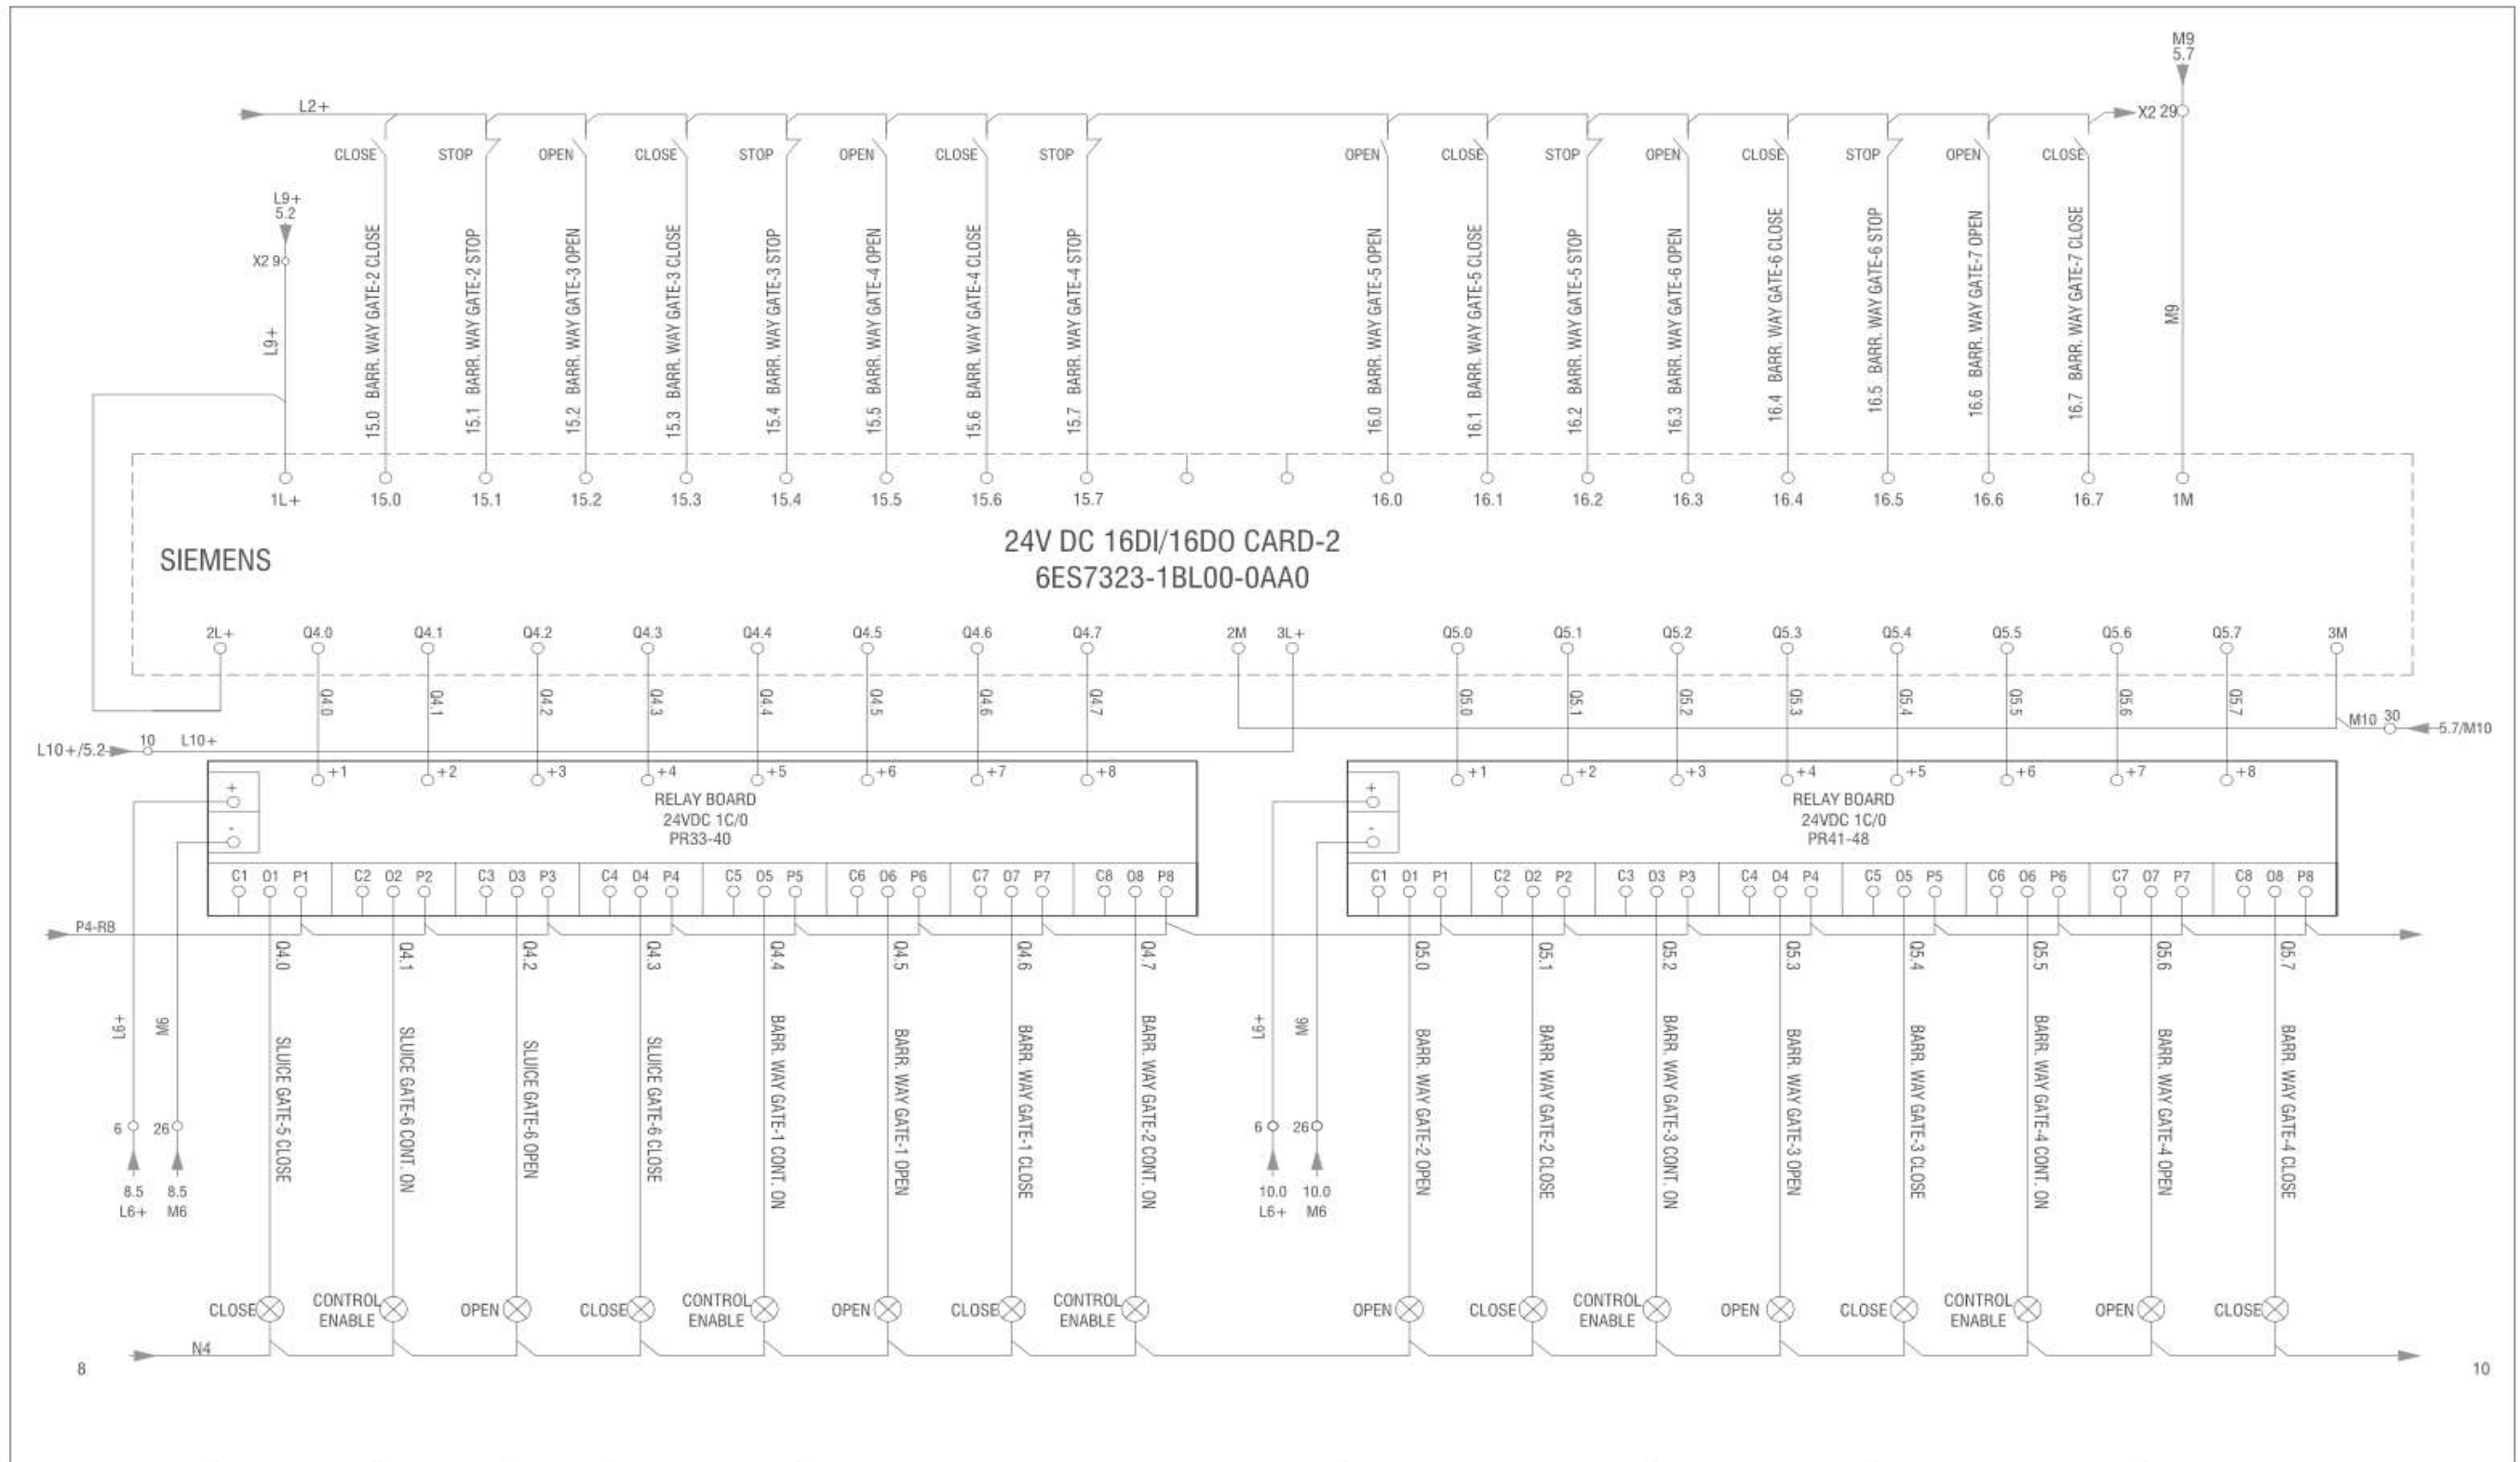 M9
5.7
L2+
X2 29
CLOSE STOP OPEN CLOSE STOP OPEN CLOSE STOP OPEN CLOSE STOP OPEN CLOSE STOP OPEN CLOSE
L9+
5.2
X2 9
L9+
15.0 BARR. WAY GATE-2 CLOSE
15.1 BARR. WAY GATE-2 STOP
15.2 BARR. WAY GATE-3 OPEN
15.3 BARR. WAY GATE-3 CLOSE
15.4 BARR. WAY GATE-3 STOP
15.5 BARR. WAY GATE-4 OPEN
15.6 BARR. WAY GATE-4 CLOSE
15.7 BARR. WAY GATE-4 STOP
16.0 BARR. WAY GATE-5 OPEN
16.1 BARR. WAY GATE-5 CLOSE
16.2 BARR. WAY GATE-5 STOP
16.3 BARR. WAY GATE-6 OPEN
16.4 BARR. WAY GATE-6 CLOSE
16.5 BARR. WAY GATE-6 STOP
16.6 BARR. WAY GATE-7 OPEN
16.7 BARR. WAY GATE-7 CLOSE
M9
1L+ 15.0 15.1 15.2 15.3 15.4 15.5 15.6 15.7 16.0 16.1 16.2 16.3 16.4 16.5 16.6 16.7 1M
SIEMENS
24V DC 16DI/16DO CARD-2
6ES7323-1BL00-0AA0
2L+ Q4.0 Q4.1 Q4.2 Q4.3 Q4.4 Q4.5 Q4.6 Q4.7 2M 3L+ Q5.0 Q5.1 Q5.2 Q5.3 Q5.4 Q5.5 Q5.6 Q5.7 3M
Q4.0 Q4.1 Q4.2 Q4.3 Q4.4 Q4.5 Q4.6 Q4.7 Q5.0 Q5.1 Q5.2 Q5.3 Q5.4 Q5.5 Q5.6 Q5.7
M10 30 5.7/M10
L10+/5.2 10 L10+
+1 +2 +3 +4 +5 +6 +7 +8
+
-
RELAY BOARD
24VDC 1C/0
PR33-40
C1 O1 P1 C2 O2 P2 C3 O3 P3 C4 O4 P4 C5 O5 P5 C6 O6 P6 C7 O7 P7 C8 O8 P8
+1 +2 +3 +4 +5 +6 +7 +8
+
-
RELAY BOARD
24VDC 1C/0
PR41-48
C1 O1 P1 C2 O2 P2 C3 O3 P3 C4 O4 P4 C5 O5 P5 C6 O6 P6 C7 O7 P7 C8 O8 P8
P4-RB
L6+
M6
6 26
8.5 8.5
L6+ M6
Q4.0 SLUICE GATE-5 CLOSE
Q4.1 SLUICE GATE-6 CONT. ON
Q4.2 SLUICE GATE-6 OPEN
Q4.3 SLUICE GATE-6 CLOSE
Q4.4 BARR. WAY GATE-1 CONT. ON
Q4.5 BARR. WAY GATE-1 OPEN
Q4.6 BARR. WAY GATE-1 CLOSE
Q4.7 BARR. WAY GATE-2 CONT. ON
L6+
M6
6 26
10.0 10.0
L6+ M6
Q5.0 BARR. WAY GATE-2 OPEN
Q5.1 BARR. WAY GATE-2 CLOSE
Q5.2 BARR. WAY GATE-3 CONT. ON
Q5.3 BARR. WAY GATE-3 OPEN
Q5.4 BARR. WAY GATE-3 CLOSE
Q5.5 BARR. WAY GATE-4 CONT. ON
Q5.6 BARR. WAY GATE-4 OPEN
Q5.7 BARR. WAY GATE-4 CLOSE
CLOSE
CONTROL
ENABLE
OPEN
CLOSE
CONTROL
ENABLE
OPEN
CLOSE
CONTROL
ENABLE
OPEN
CLOSE
CONTROL
ENABLE
OPEN
CLOSE
CONTROL
ENABLE
OPEN
CLOSE
N4
8
10